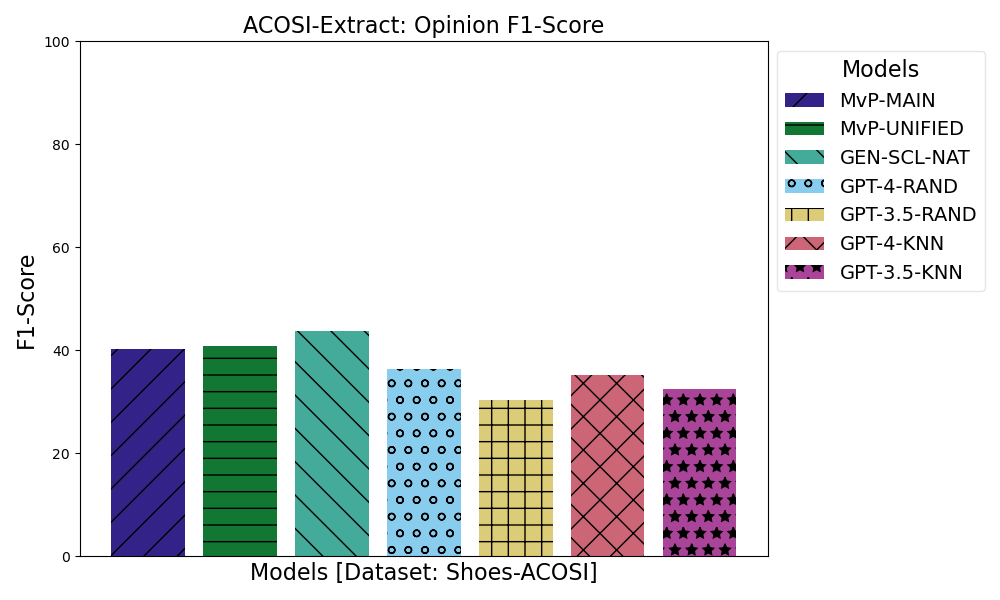 ACOSI-Extract: Opinion F1-Score
100
80
60
40
20
0
F1-Score
Models [Dataset: Shoes-ACOSI]
Models
MvP-MAIN
MvP-UNIFIED
GEN-SCL-NAT
GPT-4-RAND
GPT-3.5-RAND
GPT-4-KNN
GPT-3.5-KNN